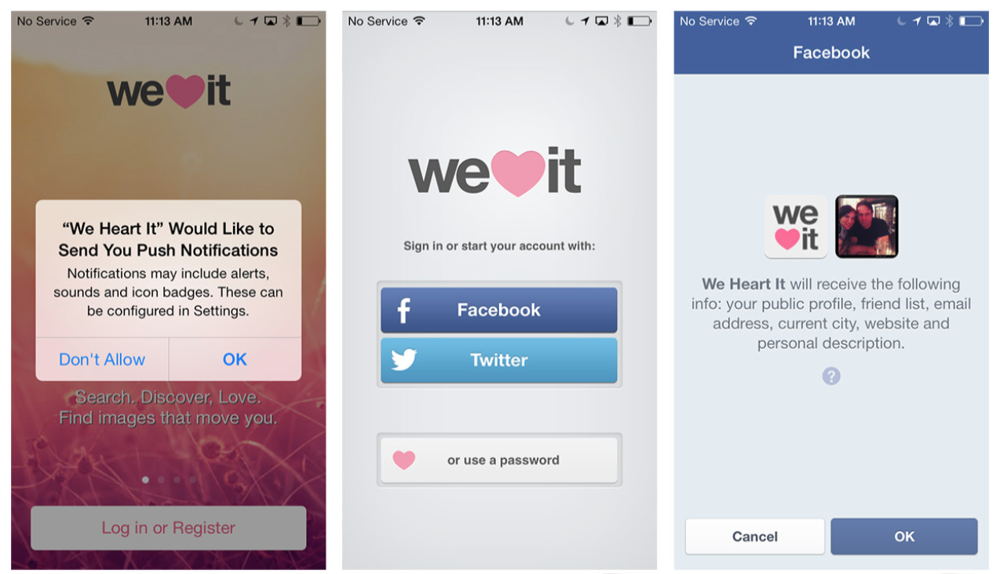 No Service 11:13 AM
we it
“We Heart It” Would Like to
Send You Push Notifications
Notifications may include alerts,
sounds and icon badges. These can
be configured in Settings.
Don't Allow OK
Search. Discover, Love.
Find images that move you.
Log in or Register
No Service 11:13 AM
we it
Sign in or start your account with:
f Facebook
Twitter
or use a password
No Service 11:13 AM
Facebook
we
it
We Heart It will receive the following
info: your public profile, friend list, email
address, current city, website and
personal description.
?
Cancel OK